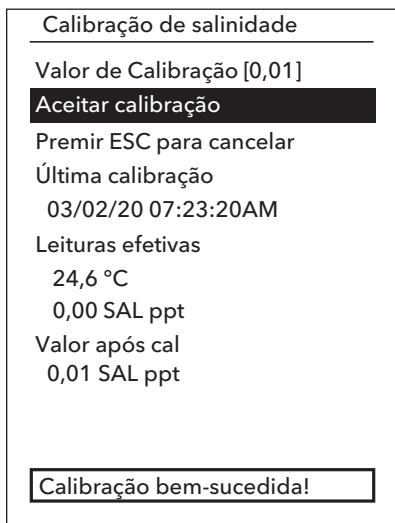 Calibração de salinidade
Valor de Calibração [0,01]
Aceitar calibração
Premir ESC para cancelar
Última calibração
03/02/20 07:23:20AM
Leituras efetivas
24,6 °C
0,00 SAL ppt
Valor após cal
0,01 SAL ppt
Calibração bem-sucedida!